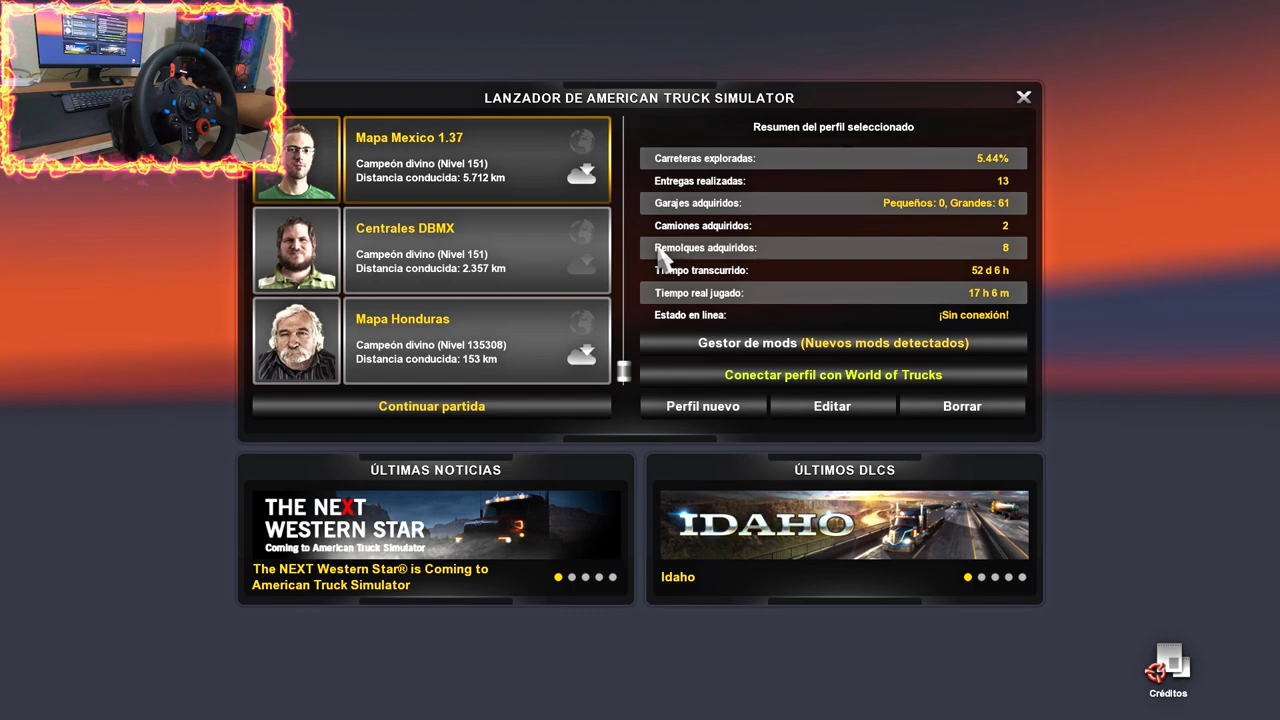 LANZADOR DE AMERICAN TRUCK SIMULATOR
Mapa Mexico 1.37
Campeón divino (Nivel 151)
Distancia conducida: 5.712 km
Centrales DBMX
Campeón divino (Nivel 151)
Distancia conducida: 2.357 km
Mapa Honduras
Campeón divino (Nivel 135308)
Distancia conducida: 153 km
Continuar partida
Resumen del perfil seleccionado
Carreteras exploradas: 5.44%
Entregas realizadas: 13
Garajes adquiridos: Pequeños: 0, Grandes: 61
Camiones adquiridos: 2
Remolques adquiridos: 8
Tiempo transcurrido: 52 d 6 h
Tiempo real jugado: 17 h 6 m
Estado en linea: ¡Sin conexión!
Gestor de mods (Nuevos mods detectados)
Conectar perfil con World of Trucks
Perfil nuevo Editar Borrar
ÚLTIMAS NOTICIAS
THE NEXT
WESTERN STAR
Coming to American Truck Simulator
The NEXT Western Star® is Coming to
American Truck Simulator
ÚLTIMOS DLCS
IDAHO
Idaho
Créditos